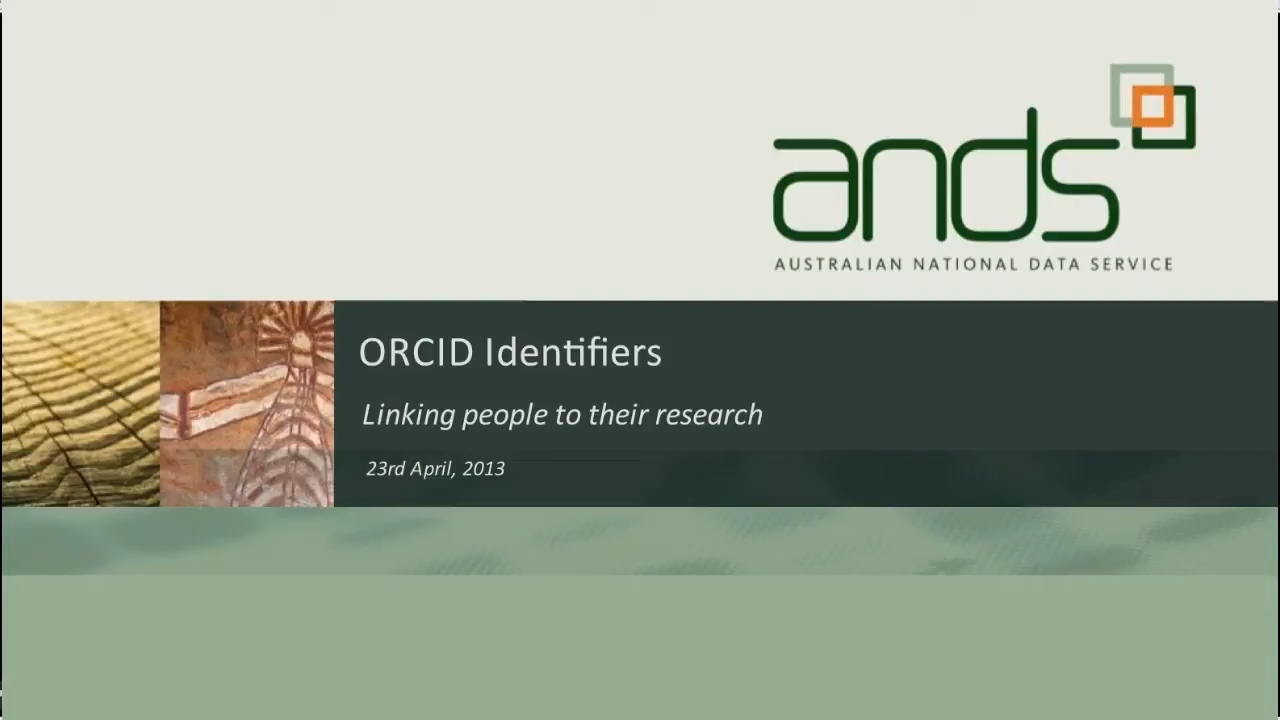 ands
AUSTRALIAN NATIONAL DATA SERVICE
ORCID Identifiers
Linking people to their research
23rd April, 2013